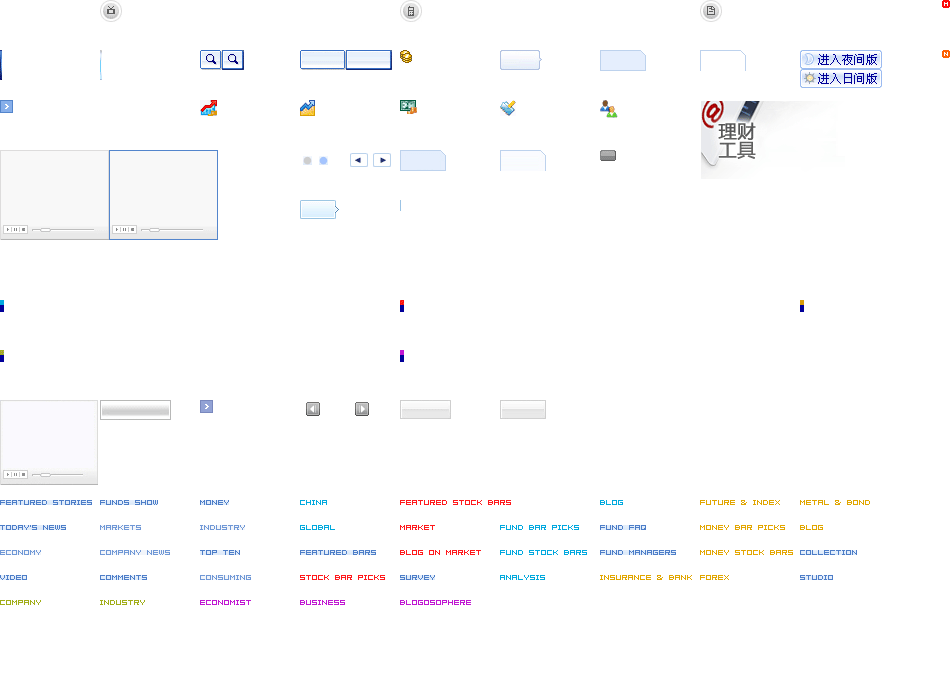 H
进入夜间版
N
进入日间版
@
理财
工具
FEATURED STORIES FUNDS SHOW MONEY CHINA FEATURED STOCK BARS BLOG FUTURE & INDEX METAL & BOND
TODAY'S NEWS MARKETS INDUSTRY GLOBAL MARKET FUND BAR PICKS FUND FAQ MONEY BAR PICKS BLOG
ECONOMY COMPANY NEWS TOP TEN FEATURED BARS BLOG ON MARKET FUND STOCK BARS FUND MANAGERS MONEY STOCK BARS COLLECTION
VIDEO COMMENTS CONSUMING STOCK BAR PICKS SURVEY ANALYSIS INSURANCE & BANK FOREX STUDIO
COMPANY INDUSTRY ECONOMIST BUSINESS BLOGOSPHERE